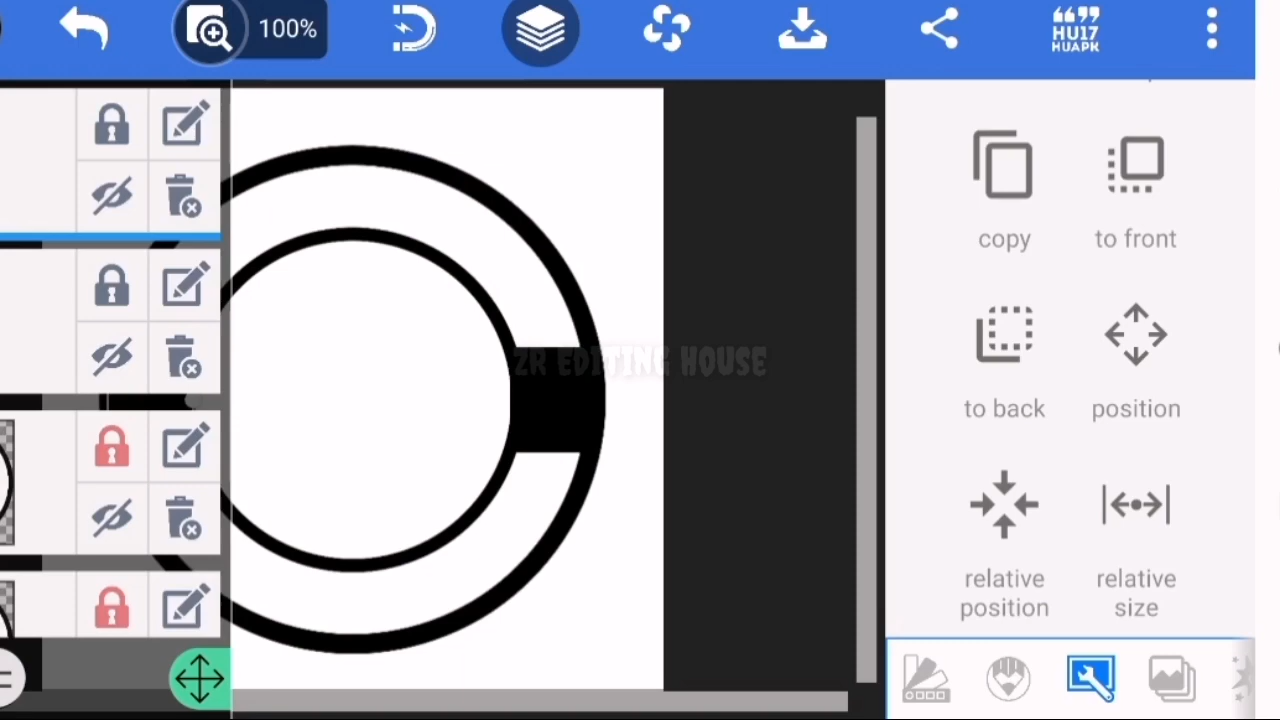 100%
HU17
HUAPK
copy
to front
ZR EDITING HOUSE
to back
position
relative
position
relative
size